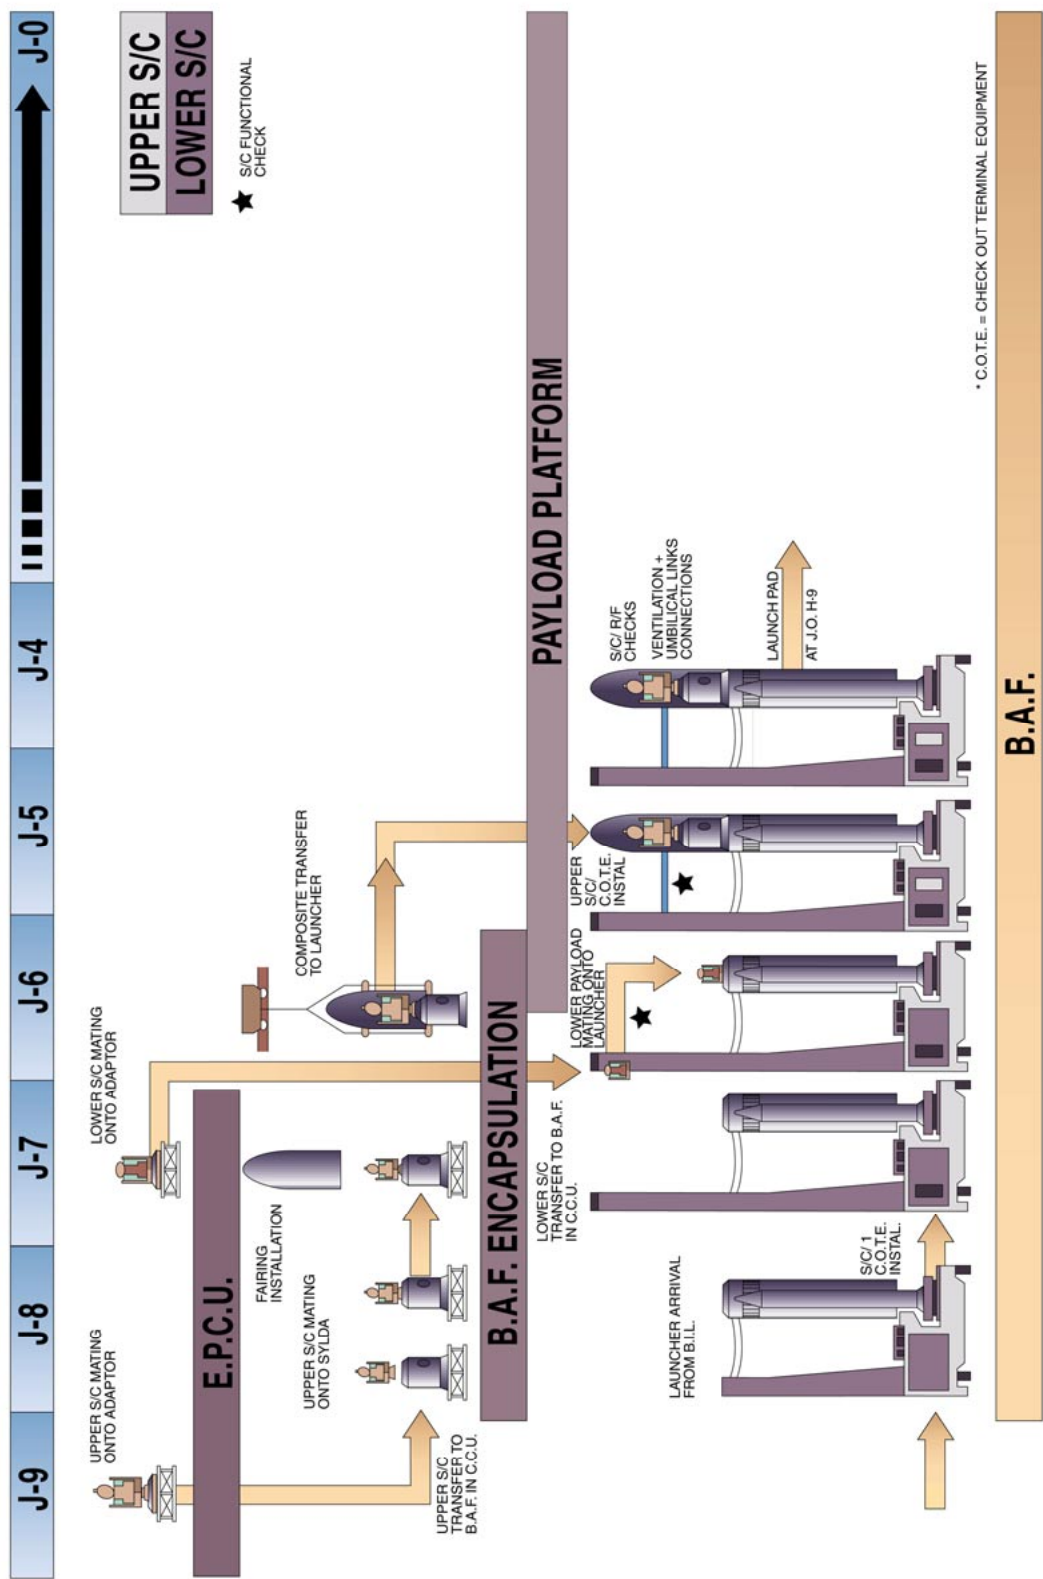 J-9
J-8
J-7
J-6
J-5
J-4
J-0
UPPER S/C
LOWER S/C
S/C FUNCTIONAL
CHECK
UPPER S/C MATING
ONTO ADAPTOR
LOWER S/C MATING
ONTO ADAPTOR
E.P.C.U.
FAIRING
INSTALLATION
COMPOSITE TRANSFER
TO LAUNCHER
UPPER S/C MATING
ONTO SYLDA
UPPER S/C
TRANSFER TO
B.A.F. IN C.C.U.
B.A.F. ENCAPSULATION
PAYLOAD PLATFORM
LOWER S/C
TRANSFER TO B.A.F.
IN C.C.U.
LOWER PAYLOAD
MATING ONTO
LAUNCHER
UPPER
S/C/
C.O.T.E.
INSTAL
S/C/ R/F
CHECKS
VENTILATION +
UMBILICAL LINKS
CONNECTIONS
LAUNCHER ARRIVAL
FROM B.I.L.
LAUNCH PAD
AT J.O. H-9
S/C/ 1
C.O.T.E.
INSTAL.
* C.O.T.E. = CHECK OUT TERMINAL EQUIPMENT
B.A.F.